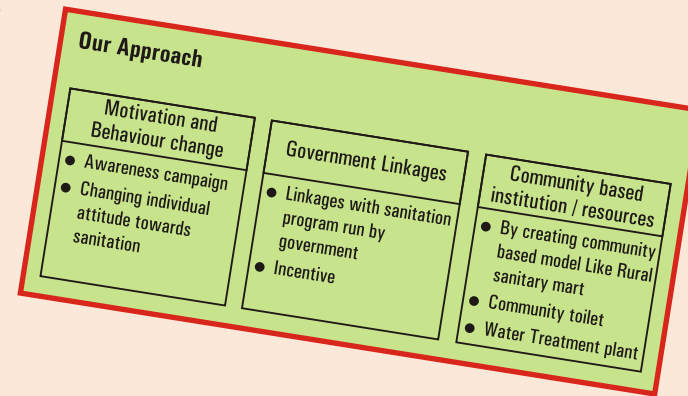 Our Approach
Motivation and
Behaviour change
● Awareness campaign
● Changing individual
attitude towards
sanitation
Government Linkages
● Linkages with sanitation
program run by
government
● Incentive
Community based
institution / resources
● By creating community
based model Like Rural
sanitary mart
● Community toilet
● Water Treatment plant